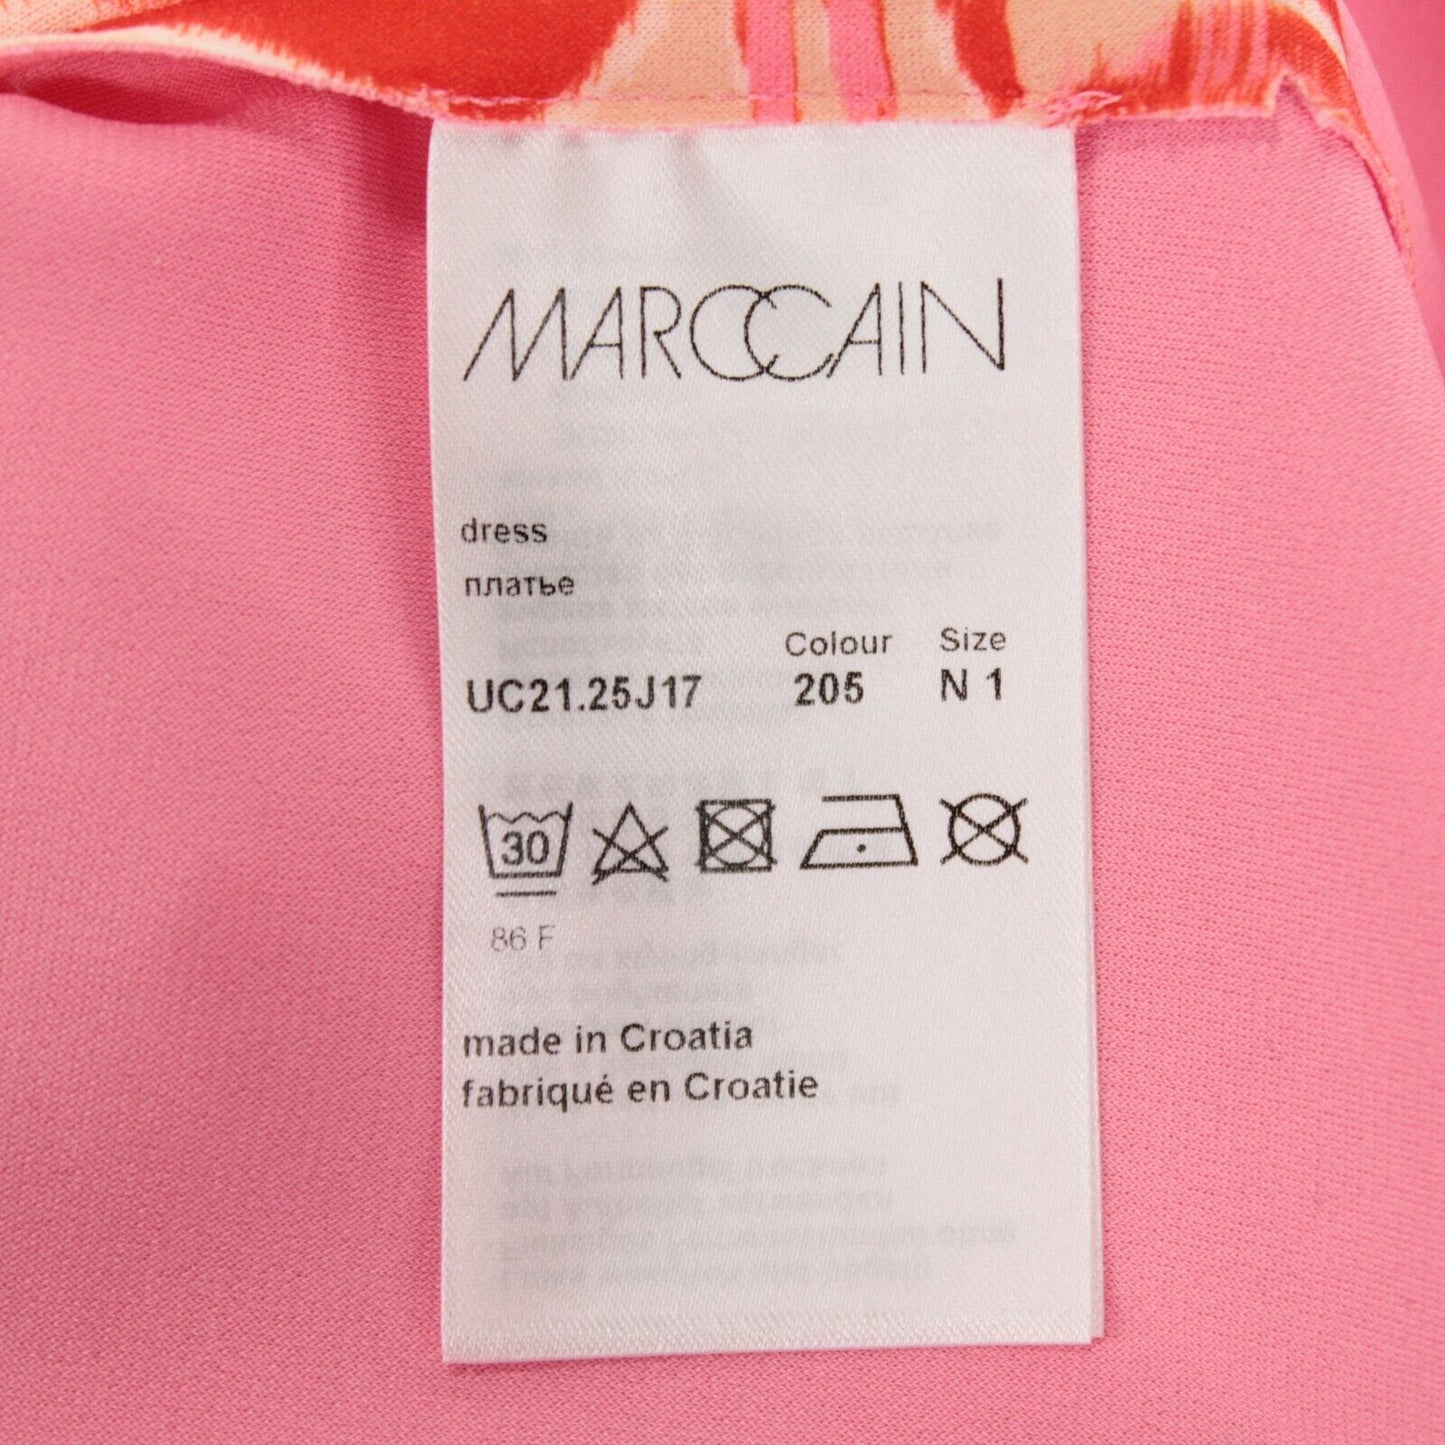 MARCCAIN
dress
платье
Colour Size
UC21.25J17 205 N 1
30
86 F
made in Croatia
fabriqué en Croatie